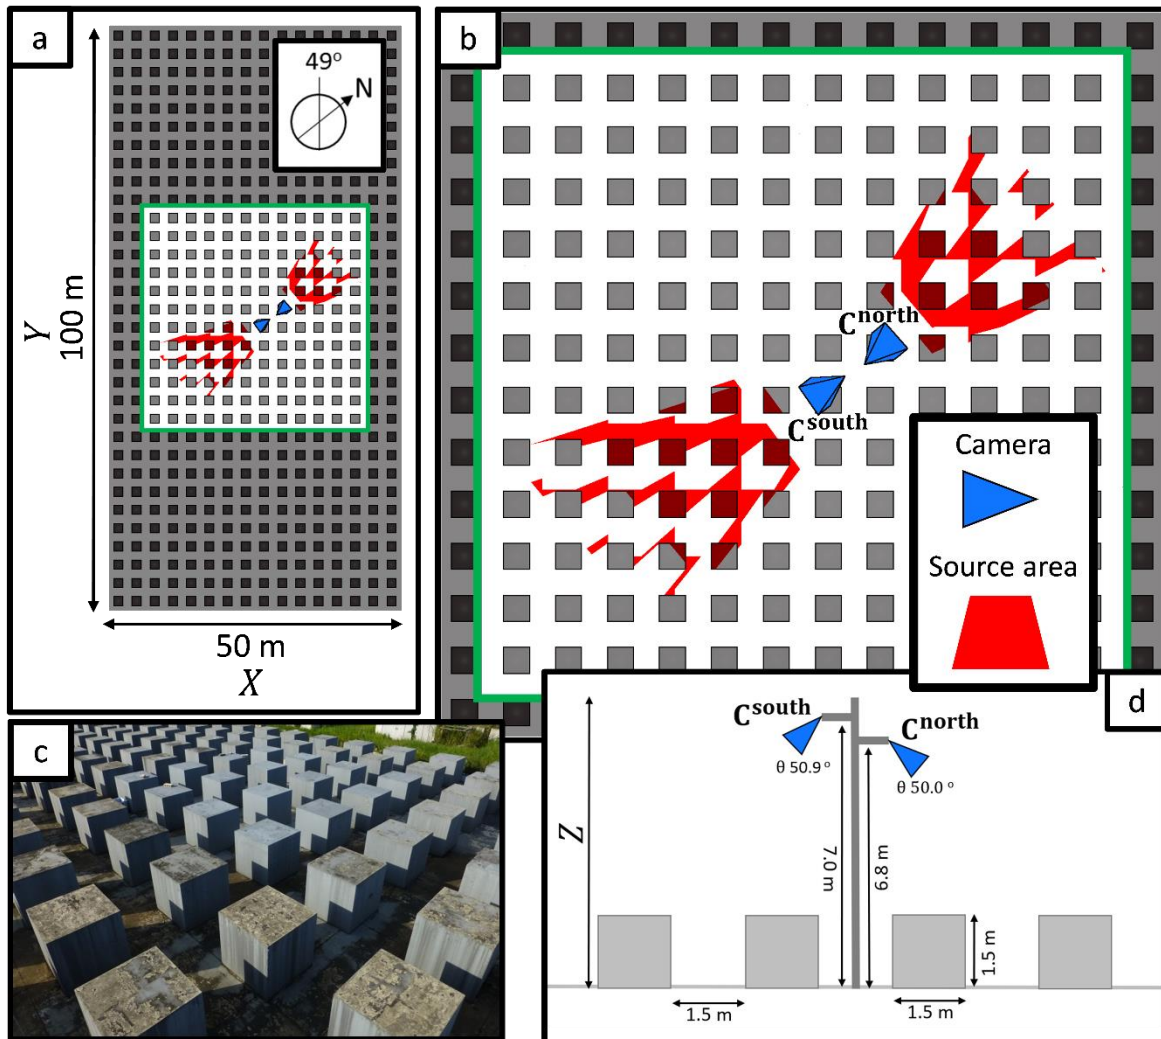 a
49°
N
Y
100 m
50 m
X
b
C^north
C^south
Camera
Source area
c
d
C^south
C^north
θ 50.9 °
θ 50.0 °
Z
7.0 m
6.8 m
1.5 m
1.5 m
1.5 m